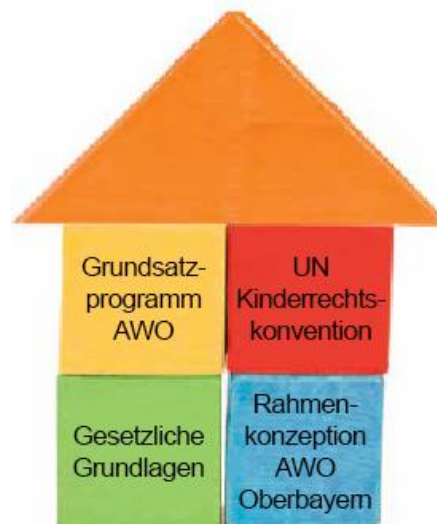 Grundsatz-
programm
AWO
UN
Kinderrechts-
konvention
Gesetzliche
Grundlagen
Rahmen-
konzeption
AWO
Oberbayern